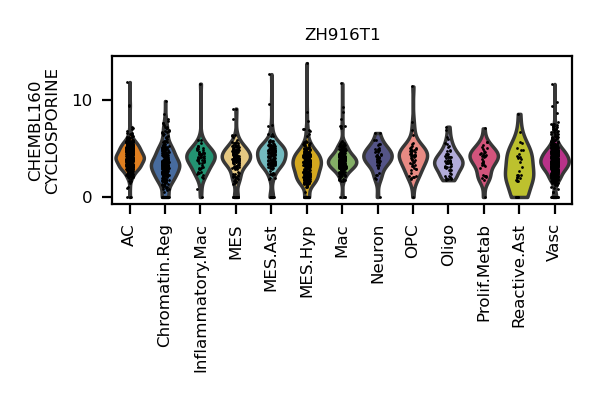 ZH916T1
CHEMBL160
CYCLOSPORINE
10
0
AC
Chromatin.Reg
Inflammatory.Mac
MES
MES.Ast
MES.Hyp
Mac
Neuron
OPC
Oligo
Prolif.Metab
Reactive.Ast
Vasc